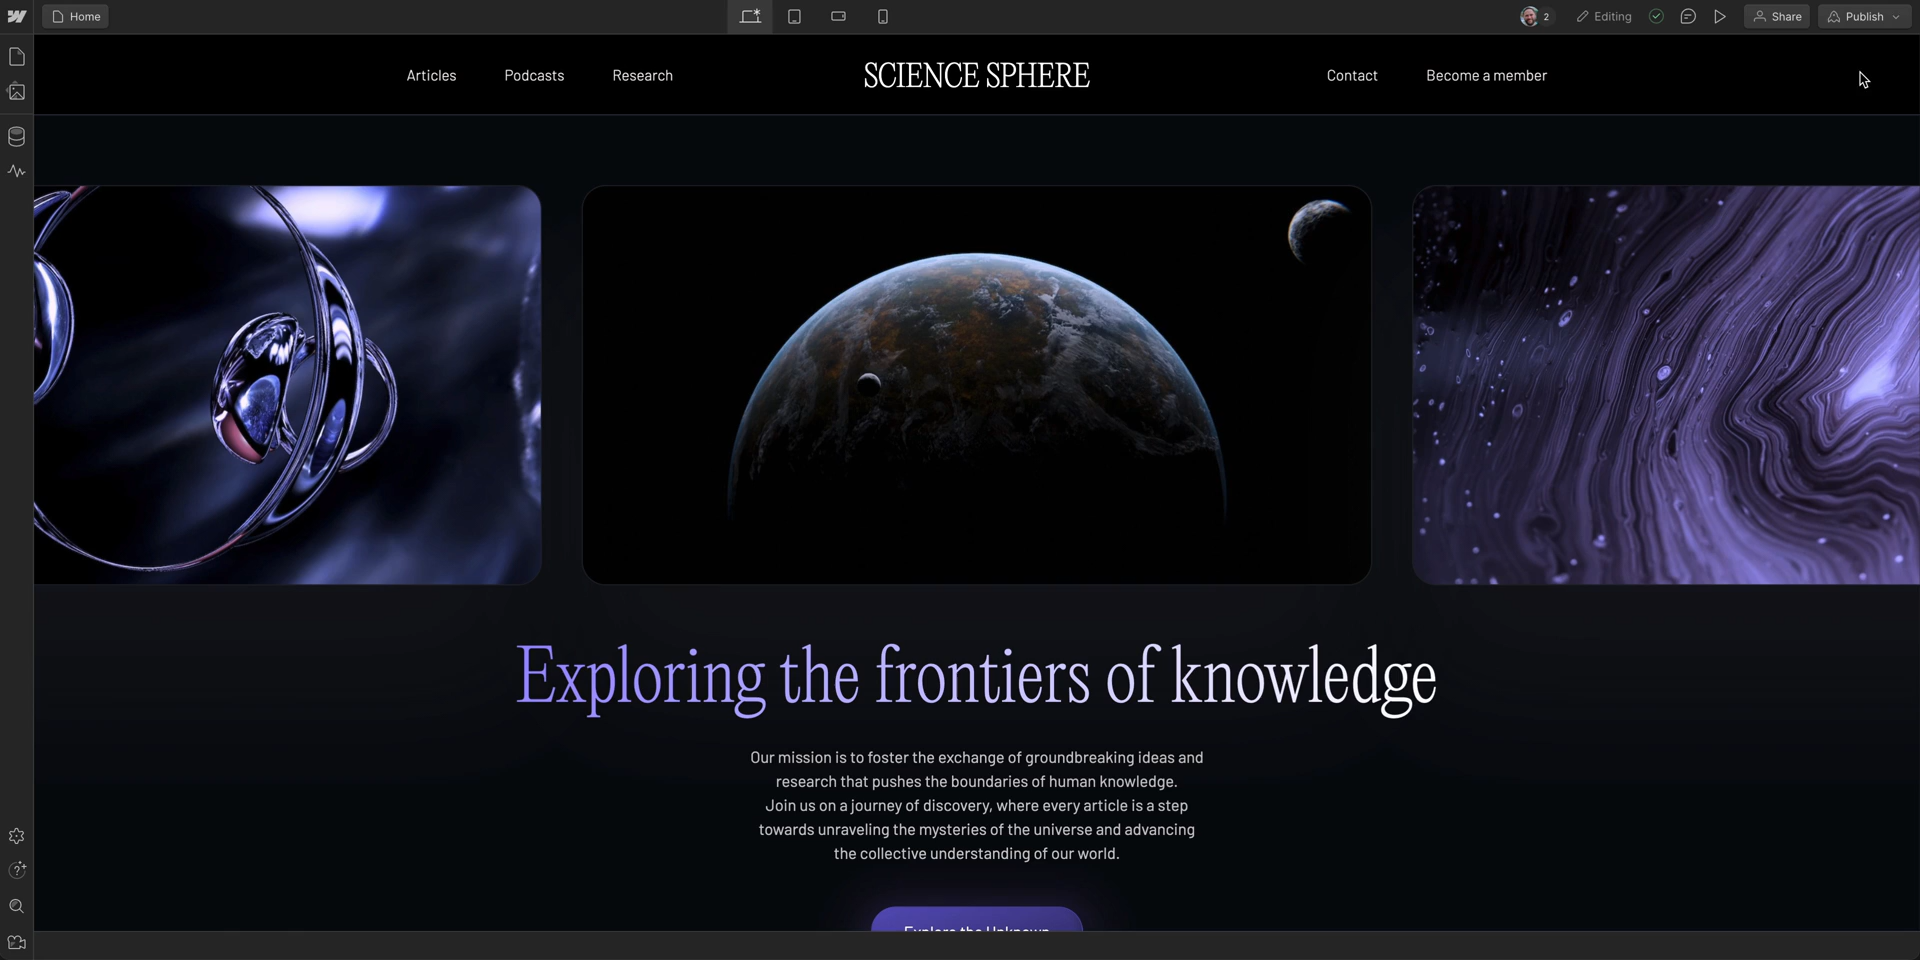 Home
2
Editing
Share
Publish
Articles
Podcasts
Research
SCIENCE SPHERE
Contact
Become a member
Exploring the frontiers of knowledge
Our mission is to foster the exchange of groundbreaking ideas and
research that pushes the boundaries of human knowledge.
Join us on a journey of discovery, where every article is a step
towards unraveling the mysteries of the universe and advancing
the collective understanding of our world.
Explore the Unknown